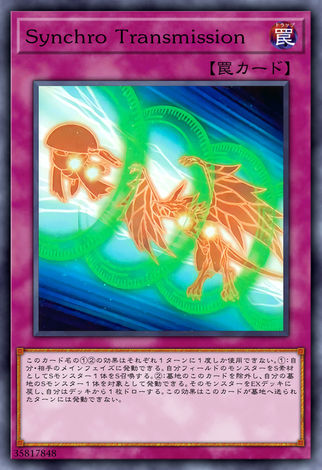 Synchro Transmission
トラップ
罠
【罠カード】
このカード名の①②の効果はそれぞれ１ターンに１度しか使用できない。①：自
分・相手のメインフェイズに発動できる。自分フィールドのモンスターをS素材
としてSモンスター１体をS召喚する。②：墓地のこのカードを除外し、自分の墓
地のSモンスター１体を対象として発動できる。そのモンスターをEXデッキに
戻し、自分はデッキから１枚ドローする。この効果はこのカードが墓地へ送られ
たターンには発動できない。
35817848